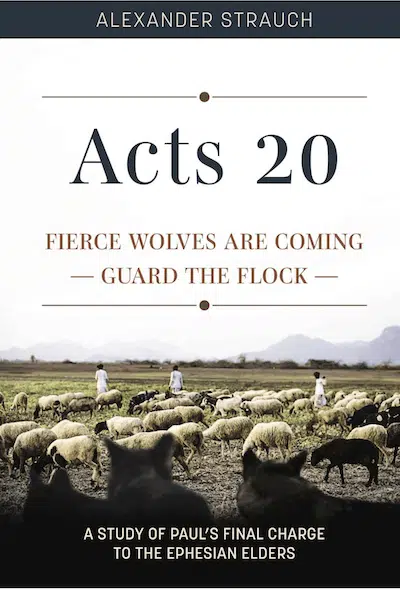 ALEXANDER STRAUCH
Acts 20
FIERCE WOLVES ARE COMING
— GUARD THE FLOCK —
A STUDY OF PAUL'S FINAL CHARGE
TO THE EPHESIAN ELDERS